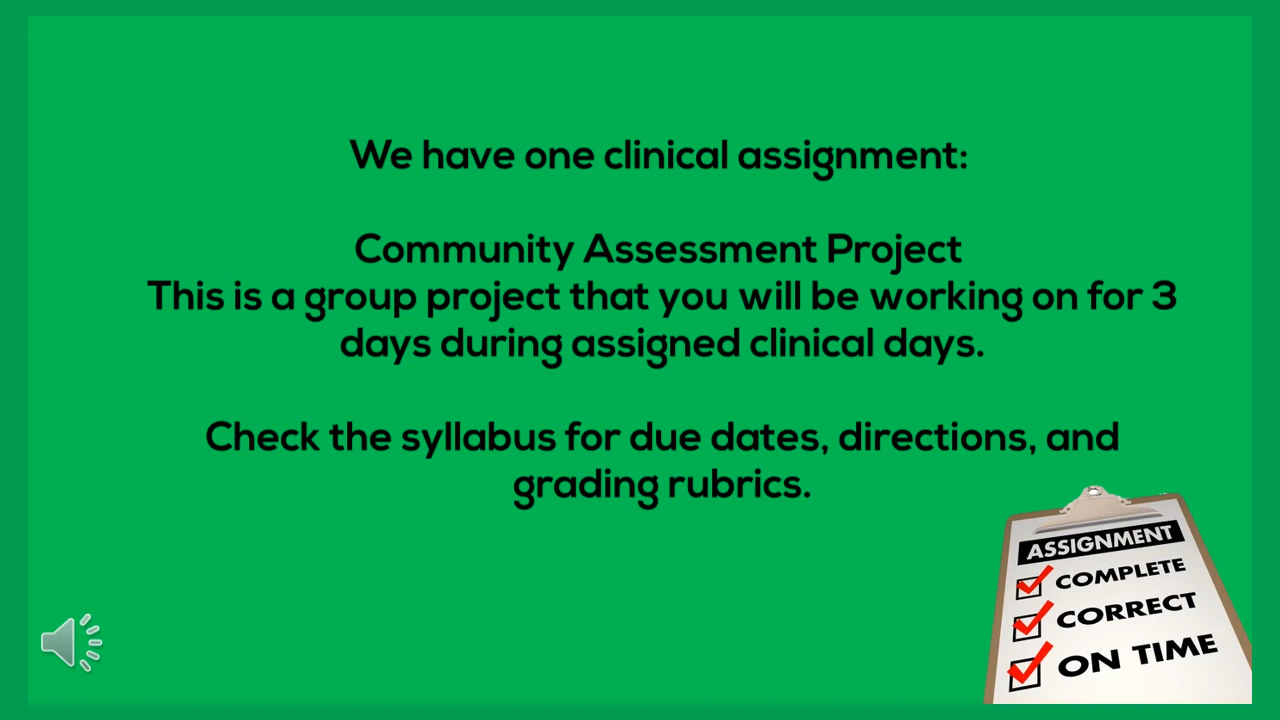 We have one clinical assignment:
Community Assessment Project
This is a group project that you will be working on for 3
days during assigned clinical days.
Check the syllabus for due dates, directions, and
grading rubrics.
ASSIGNMENT
COMPLETE
CORRECT
ON TIME